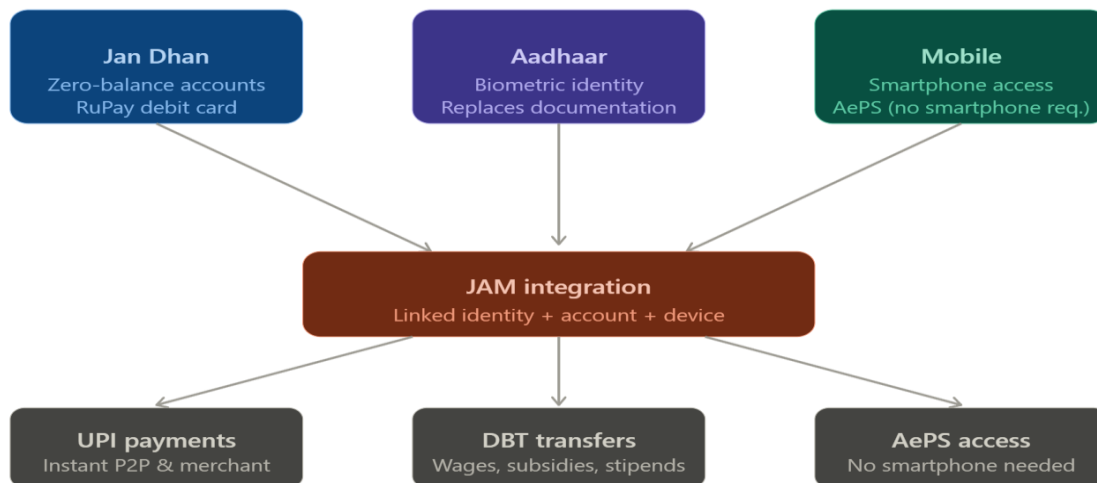 Jan Dhan
Zero-balance accounts
RuPay debit card
Aadhaar
Biometric identity
Replaces documentation
Mobile
Smartphone access
AePS (no smartphone req.)
JAM integration
Linked identity + account + device
UPI payments
Instant P2P & merchant
DBT transfers
Wages, subsidies, stipends
AePS access
No smartphone needed